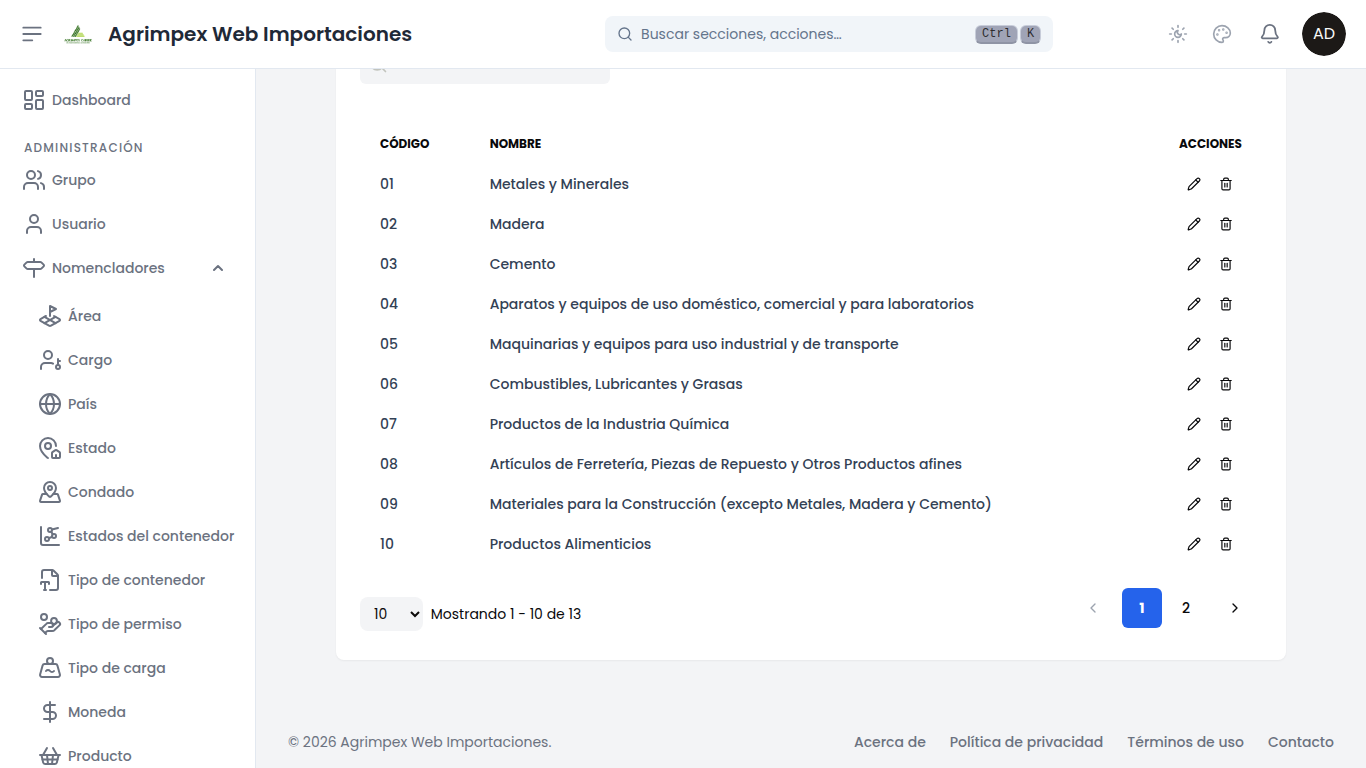 Agrimpex Web Importaciones
Buscar secciones, acciones...
Ctrl K
AD
Dashboard
ADMINISTRACIÓN
Grupo
Usuario
Nomencladores
Área
Cargo
País
Estado
Condado
Estados del contenedor
Tipo de contenedor
Tipo de permiso
Tipo de carga
Moneda
Producto
CÓDIGO NOMBRE ACCIONES
01 Metales y Minerales
02 Madera
03 Cemento
04 Aparatos y equipos de uso doméstico, comercial y para laboratorios
05 Maquinarias y equipos para uso industrial y de transporte
06 Combustibles, Lubricantes y Grasas
07 Productos de la Industria Química
08 Artículos de Ferretería, Piezas de Repuesto y Otros Productos afines
09 Materiales para la Construcción (excepto Metales, Madera y Cemento)
10 Productos Alimenticios
10 Mostrando 1 - 10 de 13
1 2
© 2026 Agrimpex Web Importaciones.
Acerca de Política de privacidad Términos de uso Contacto